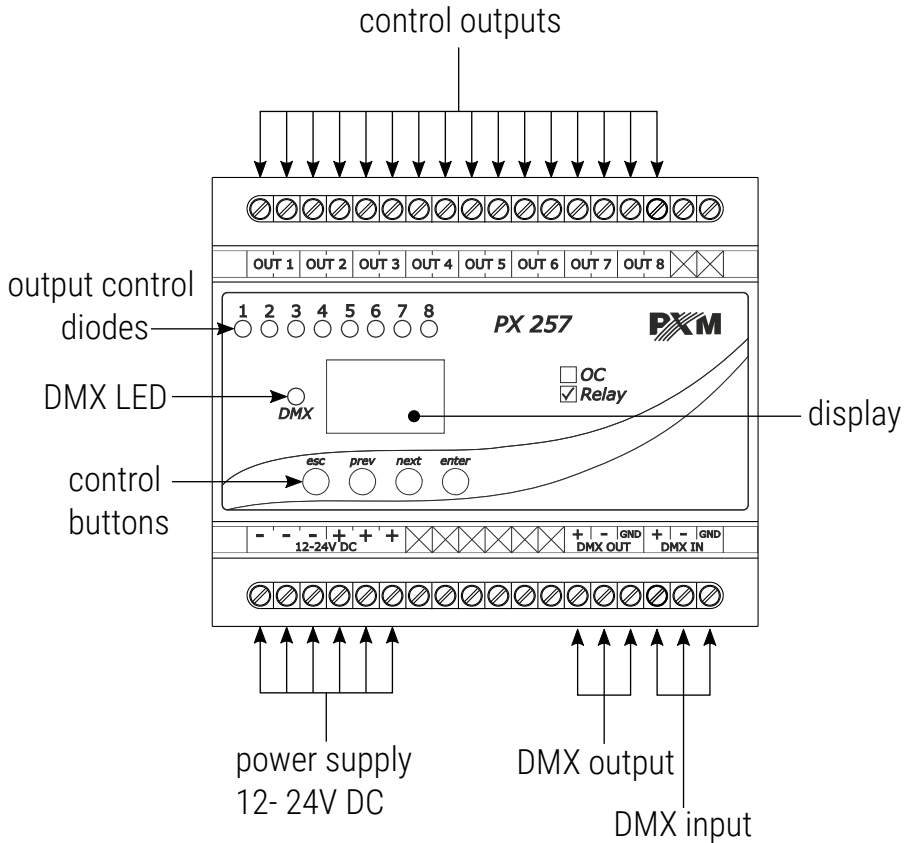 control outputs
OUT 1 OUT 2 OUT 3 OUT 4 OUT 5 OUT 6 OUT 7 OUT 8
output control
diodes
1 2 3 4 5 6 7 8
PX 257
PXM
DMX LED
DMX
OC
Relay
display
control
buttons
esc prev next enter
- - - + + +
12-24V DC
+ - GND + - GND
DMX OUT DMX IN
power supply
12- 24V DC
DMX output
DMX input